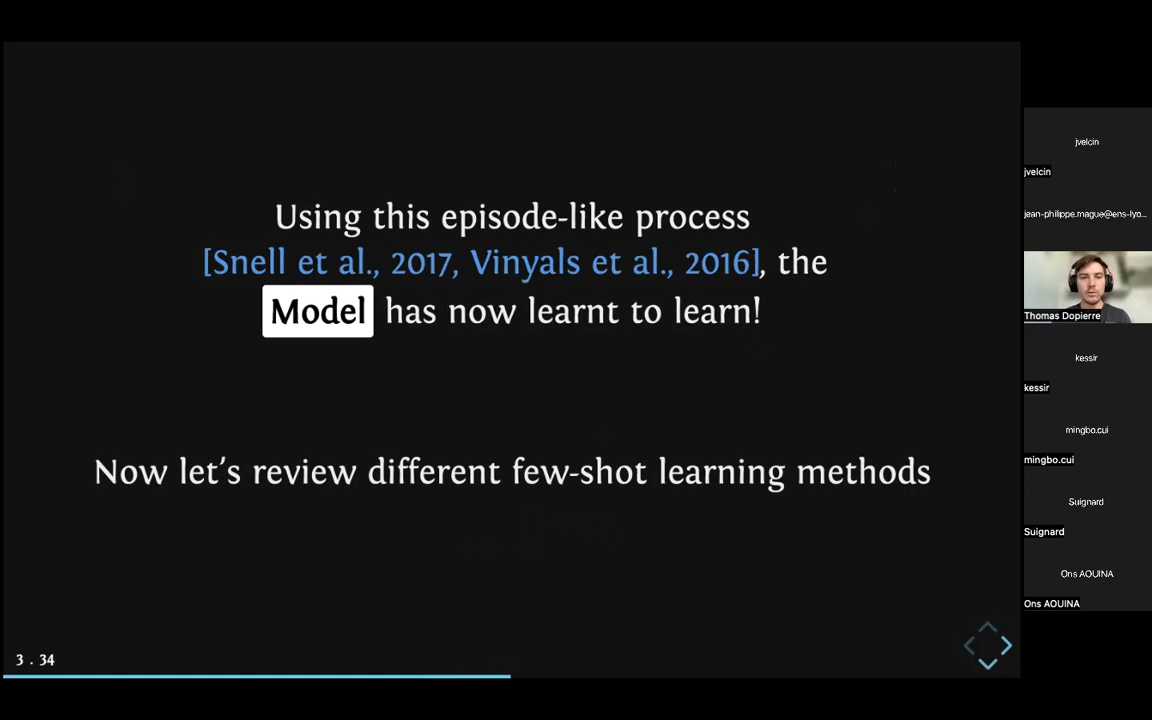 Using this episode-like process
[Snell et al., 2017, Vinyals et al., 2016], the
Model has now learnt to learn!
Now let's review different few-shot learning methods
3 . 34
jvelcin
jvelcin
jean-philippe.mague@ens-lyo...
Thomas Dopierre
kessir
kessir
mingbo.cui
mingbo.cui
Suignard
Suignard
Ons AOUINA
Ons AOUINA